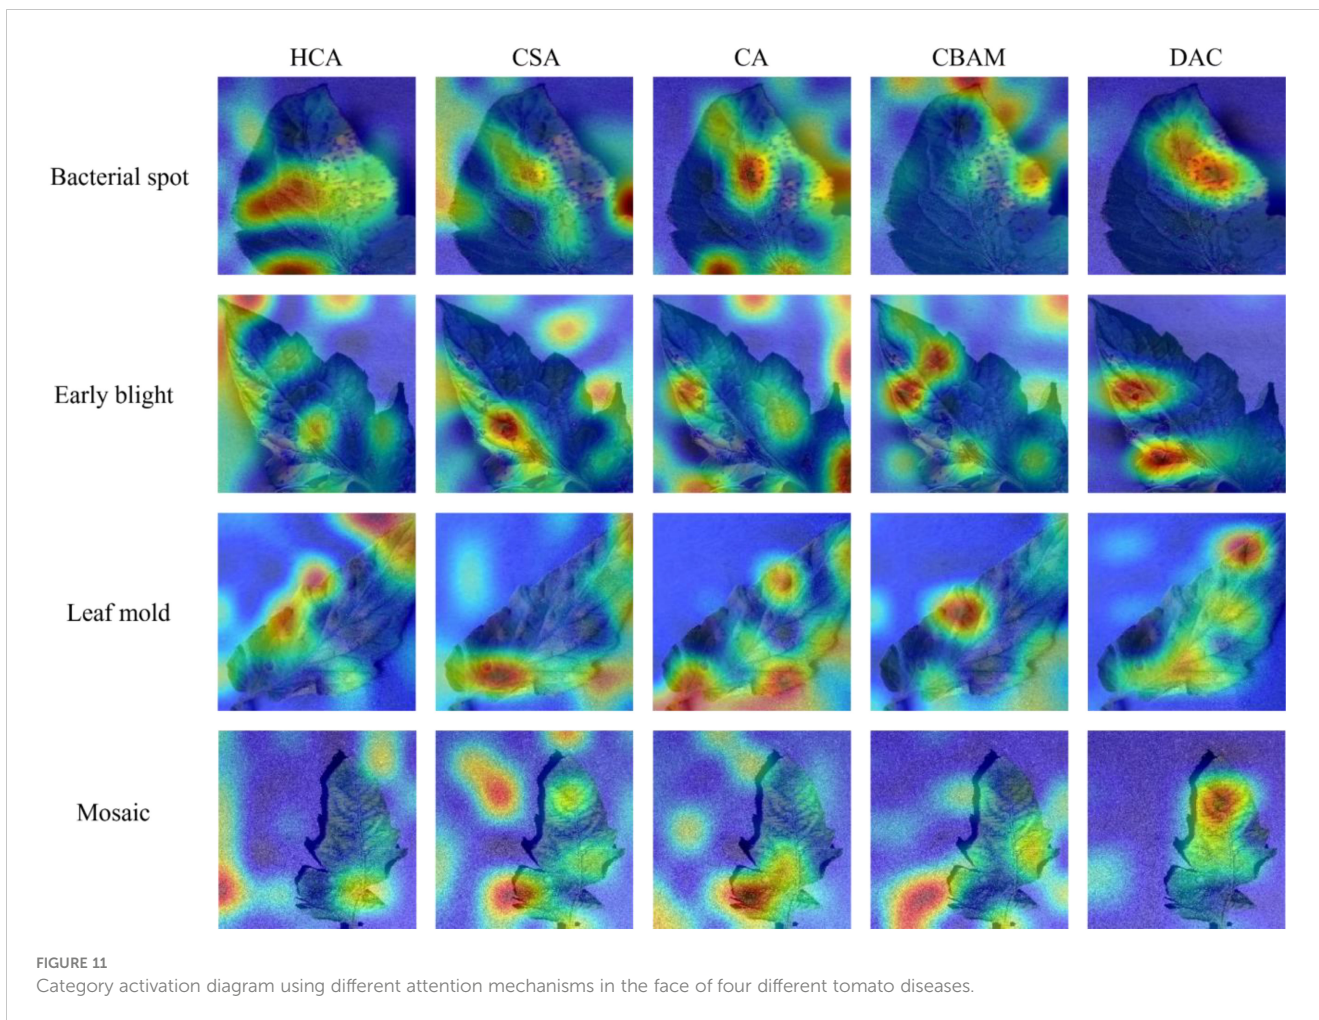 HCA CSA CA CBAM DAC
Bacterial spot
Early blight
Leaf mold
Mosaic
FIGURE 11
Category activation diagram using different attention mechanisms in the face of four different tomato diseases.